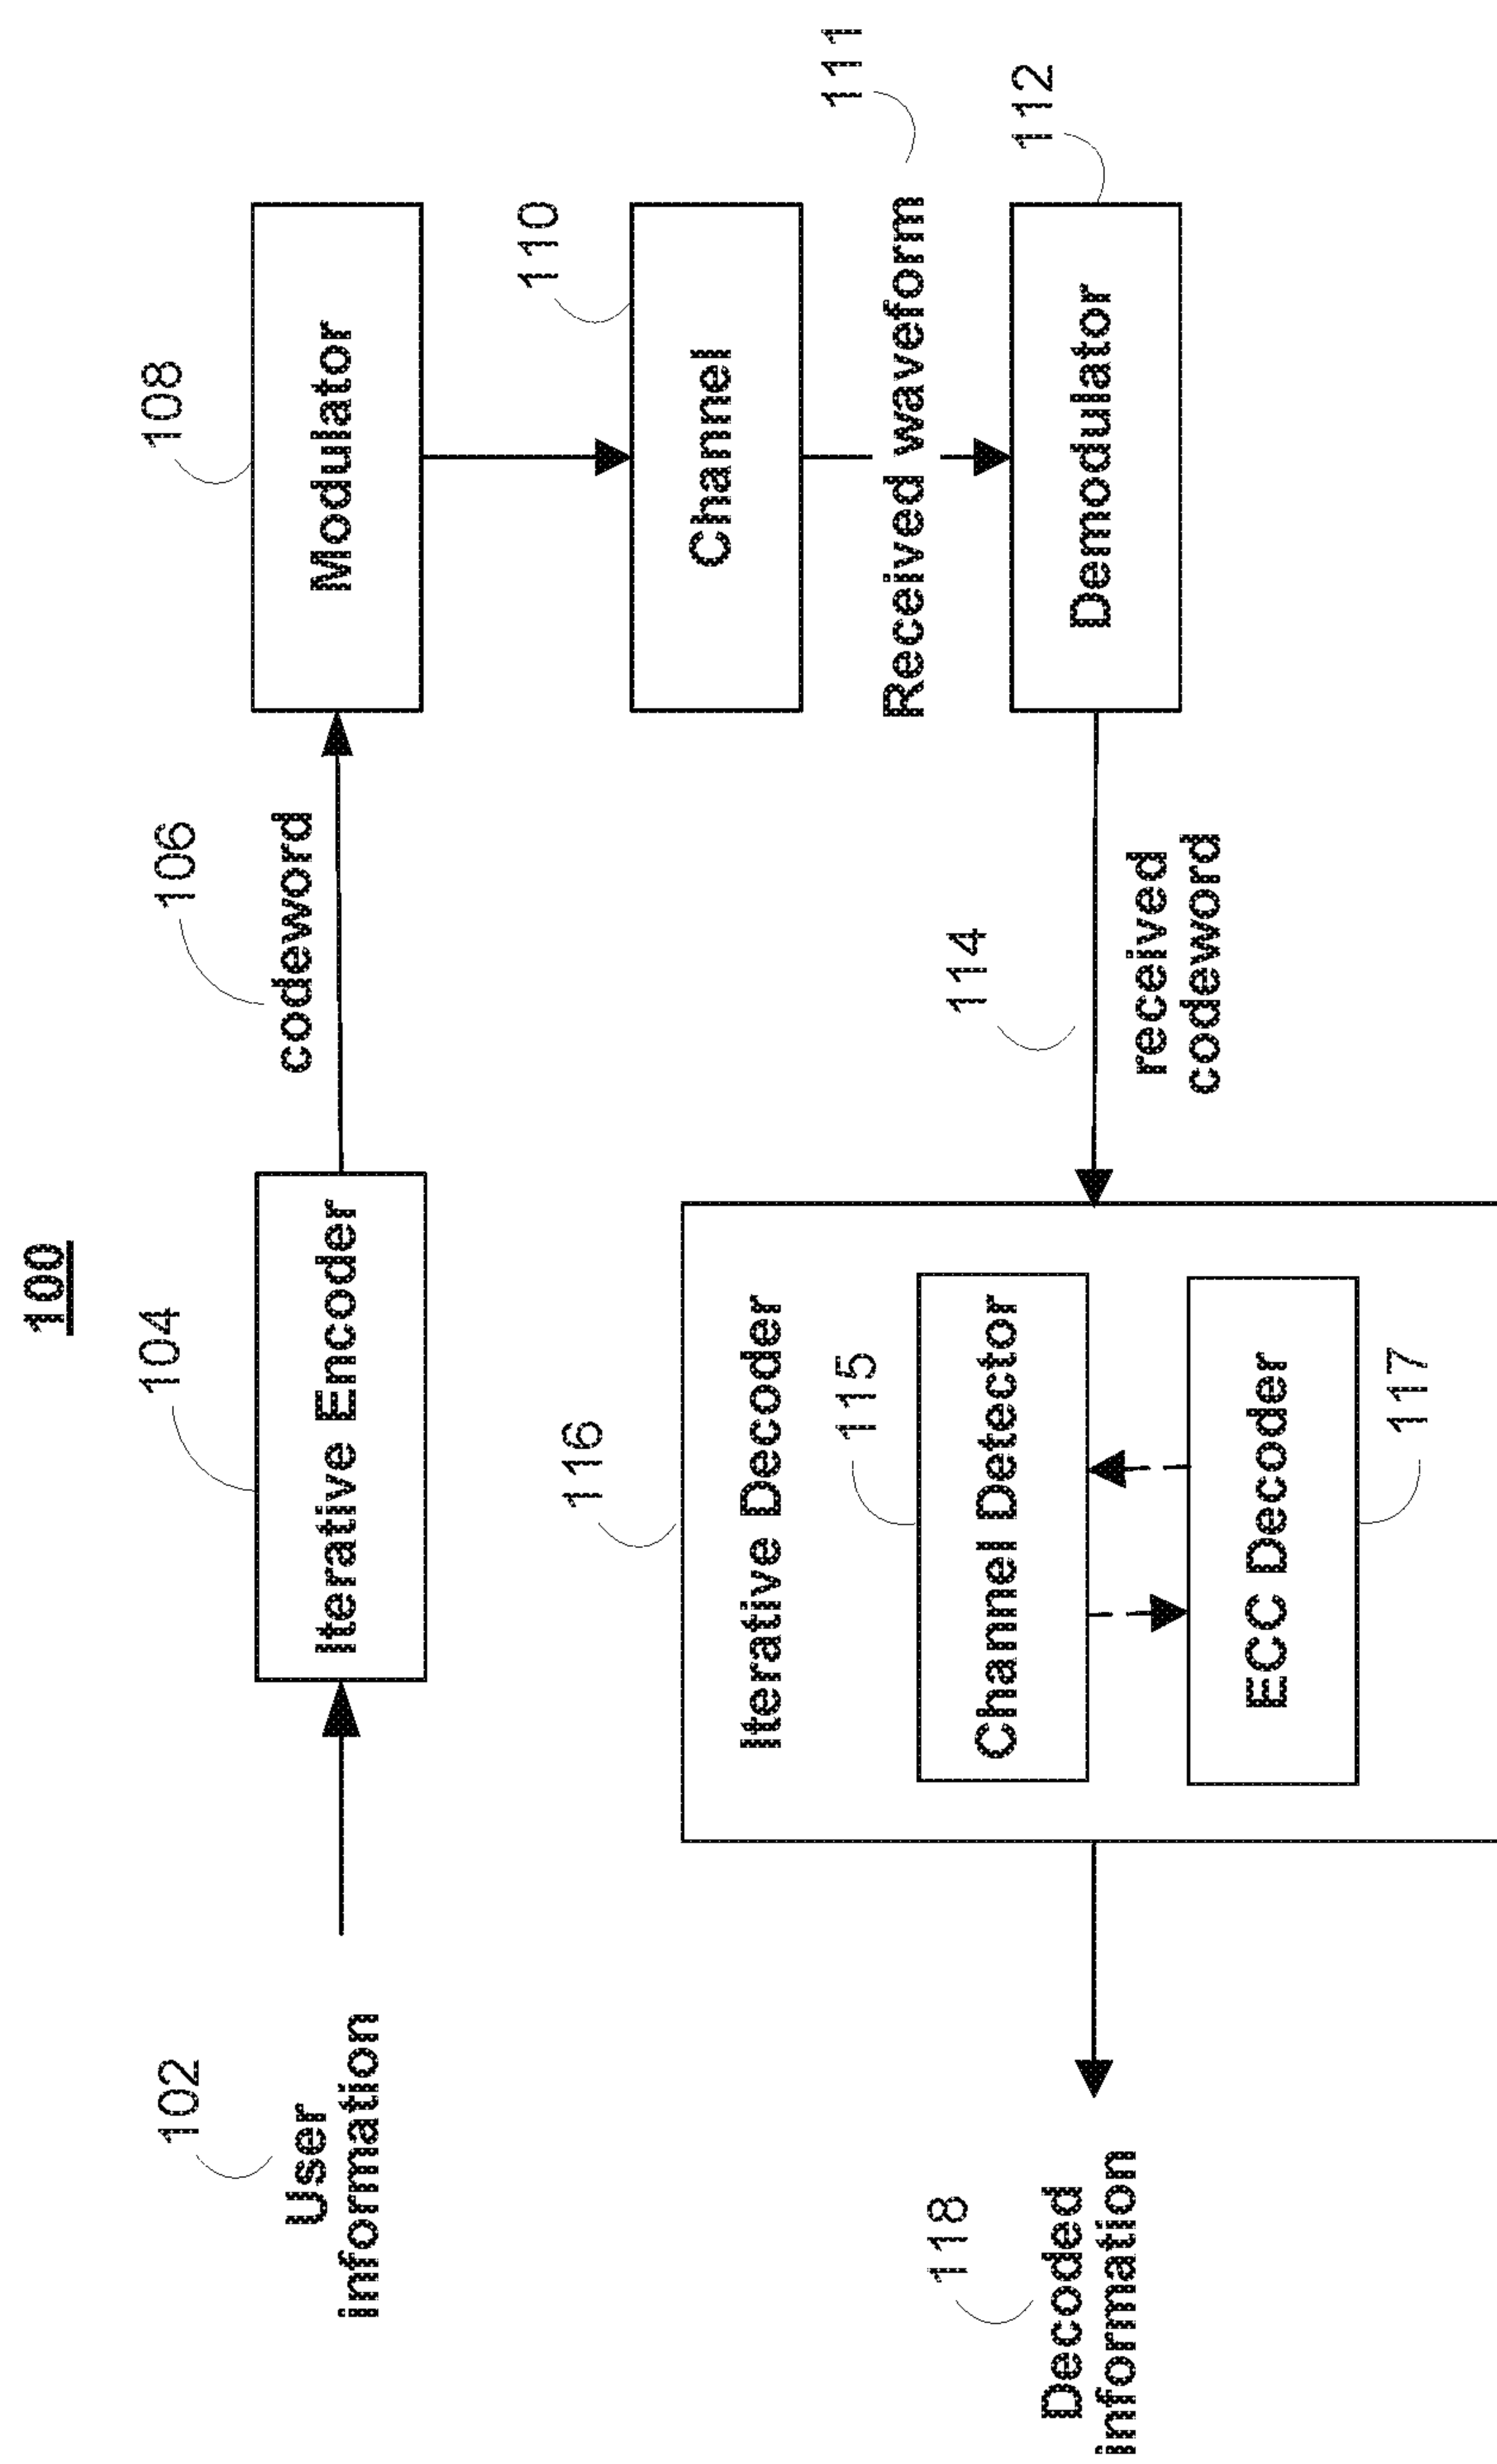 100
102
User
information
104
Iterative Encoder
106
codeword
108
Modulator
110
Channel
111
Received waveform
112
Demodulator
114
received
codeword
116
Iterative Decoder
115
Channel Detector
ECC Decoder
117
118
Decoded
information